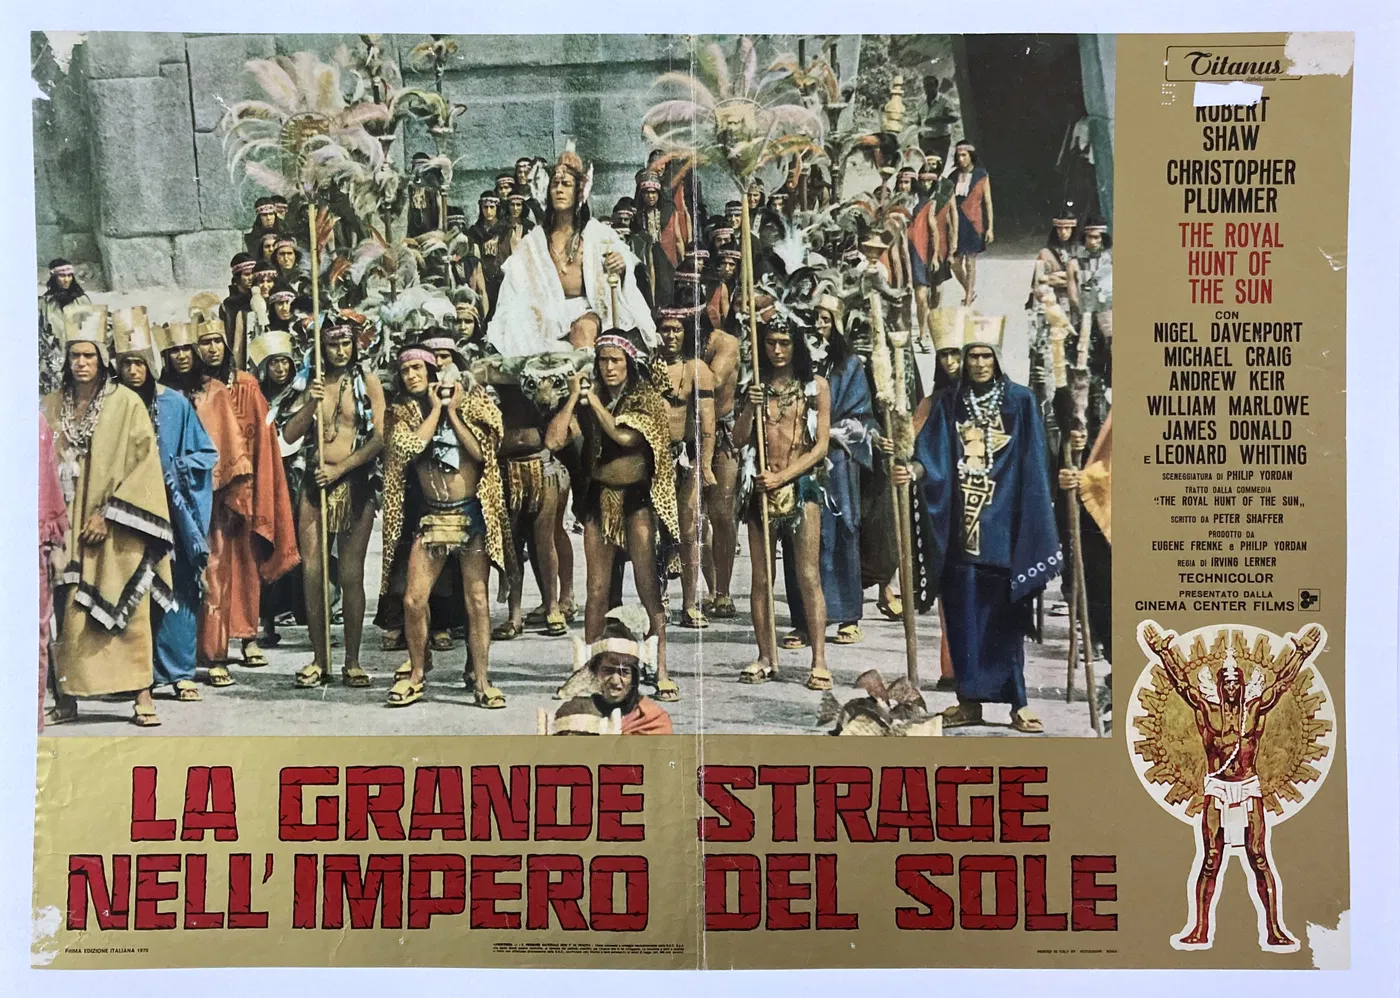 Titanus
ROBERT
SHAW
CHRISTOPHER
PLUMMER
THE ROYAL
HUNT OF
THE SUN
CON
NIGEL DAVENPORT
MICHAEL CRAIG
ANDREW KEIR
WILLIAM MARLOWE
JAMES DONALD
E LEONARD WHITING
SCENEGGIATURA DI PHILIP YORDAN
TRATTO DALLA COMMEDIA
"THE ROYAL HUNT OF THE SUN„
SCRITTO DA PETER SHAFFER
PRODOTTO DA
EUGENE FRENKE e PHILIP YORDAN
REGIA DI IRVING LERNER
TECHNICOLOR
PRESENTATO DALLA
CINEMA CENTER FILMS
LA GRANDE STRAGE
NELL'IMPERO DEL SOLE
PRIMA EDIZIONE ITALIANA 1970